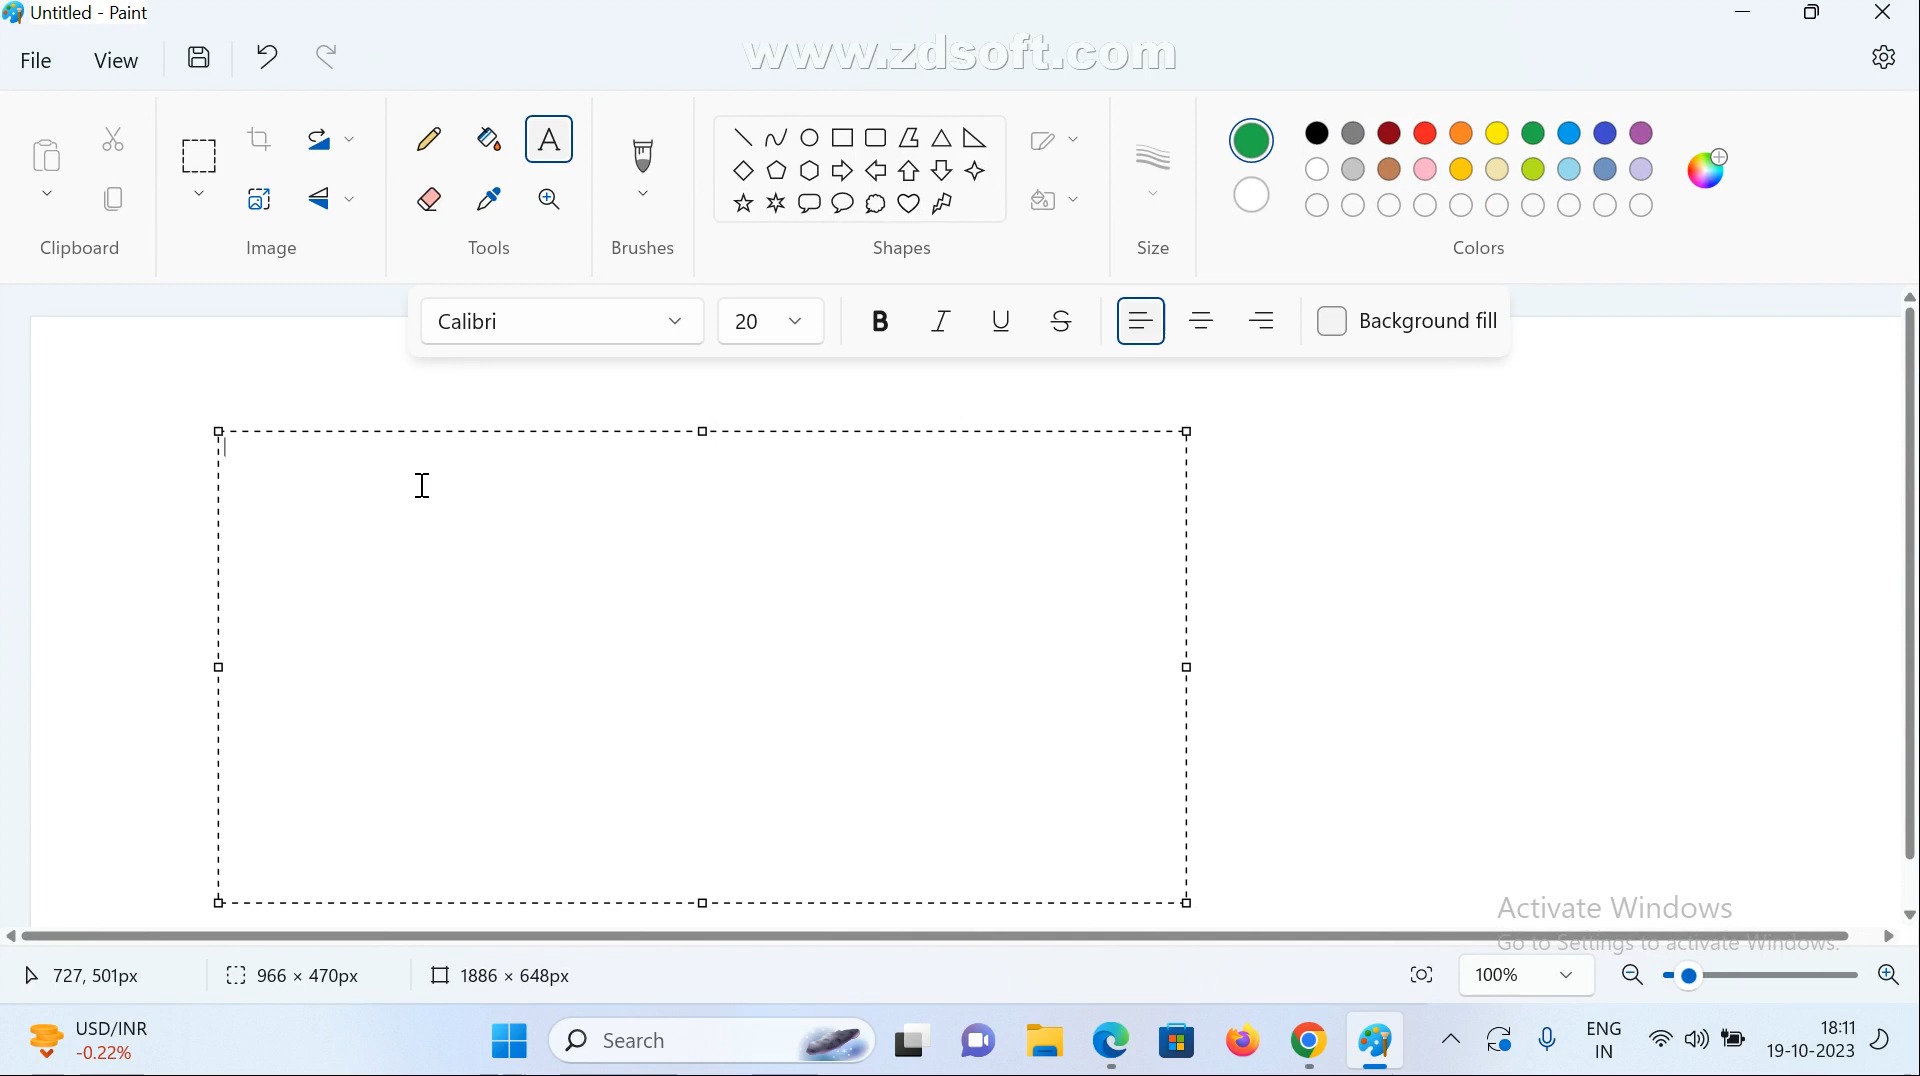 Untitled - Paint
File View
www.zdsoft.com
Clipboard Image Tools Brushes Shapes Size Colors
Calibri 20 B I U S Background fill
Activate Windows
Go to Settings to activate Windows.
727, 501px 966 × 470px 1886 × 648px 100%
USD/INR
-0.22%
Search
ENG
IN
18:11
19-10-2023